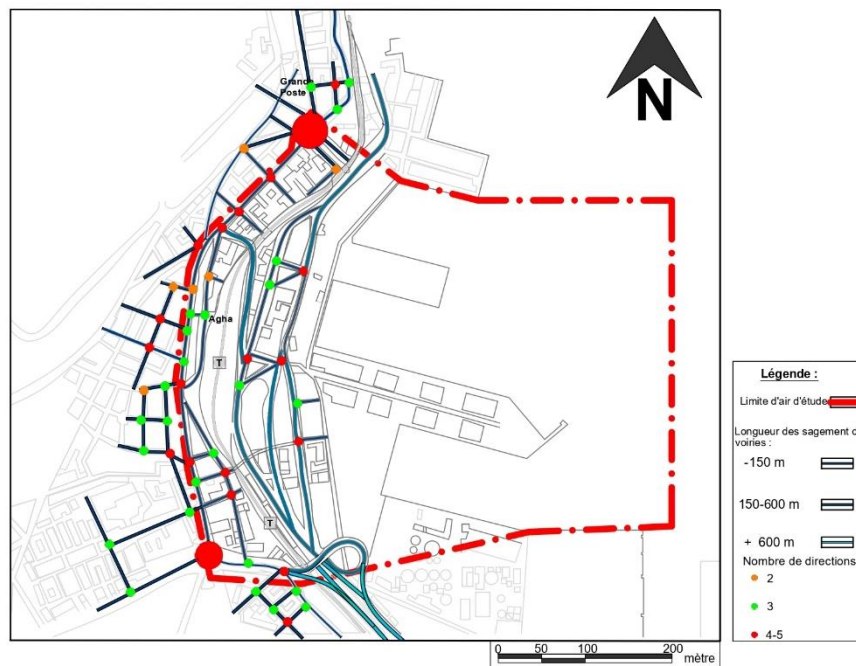 N
Grande
Poste
Agha
T
T
Légende :
Limite d'air d'étude
Longueur des sagement d
voiries :
-150 m
150-600 m
+ 600 m
Nombre de directions
2
3
4-5
0 50 100 200
mètre